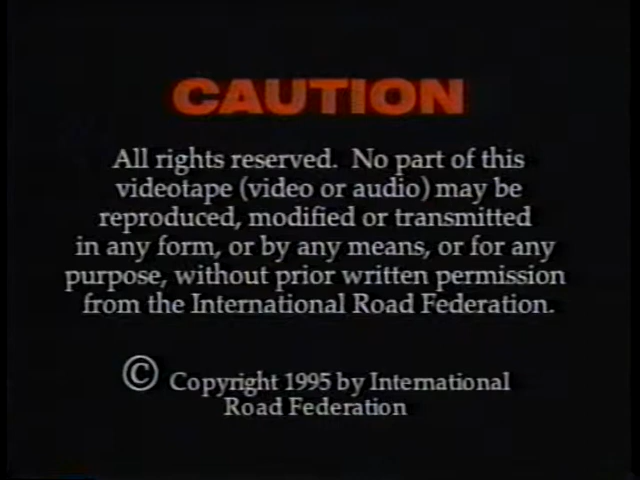 CAUTION
All rights reserved. No part of this
videotape (video or audio) may be
reproduced, modified or transmitted
in any form, or by any means, or for any
purpose, without prior written permission
from the International Road Federation.
© Copyright 1995 by International
Road Federation